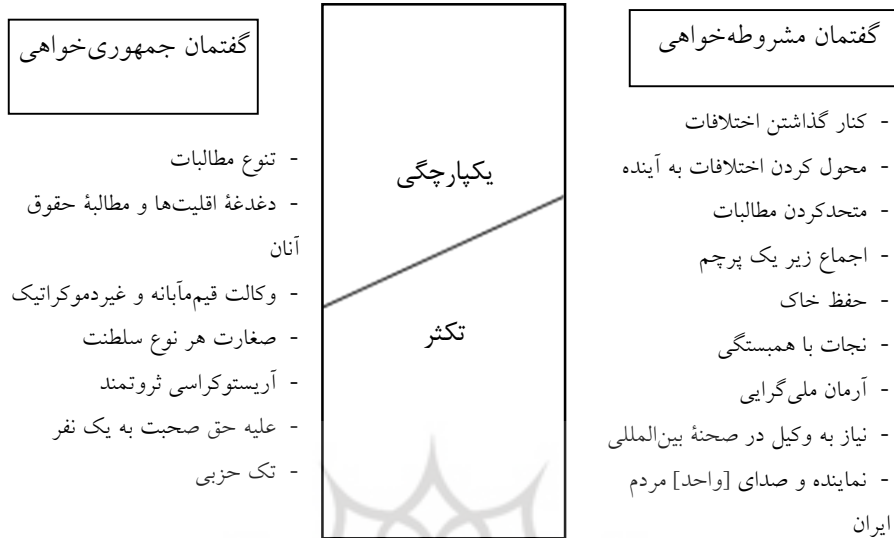 گفتمان مشروطه‌خواهی
- کنار گذاشتن اختلافات
- محول کردن اختلافات به آینده
- متحدکردن مطالبات
- اجماع زیر یک پرچم
- حفظ خاک
- نجات با همبستگی
- آرمان ملی‌گرایی
- نیاز به وکیل در صحنۀ بین‌المللی
- نماینده و صدای [واحد] مردم
ایران
یکپارچگی
تکثر
گفتمان جمهوری‌خواهی
- تنوع مطالبات
- دغدغۀ اقلیت‌ها و مطالبۀ حقوق
آنان
- وکالت قیم‌مآبانه و غیردموکراتیک
- صغارت هر نوع سلطنت
- آریستوکراسی ثروتمند
- علیه حق صحبت به یک نفر
- تک حزبی